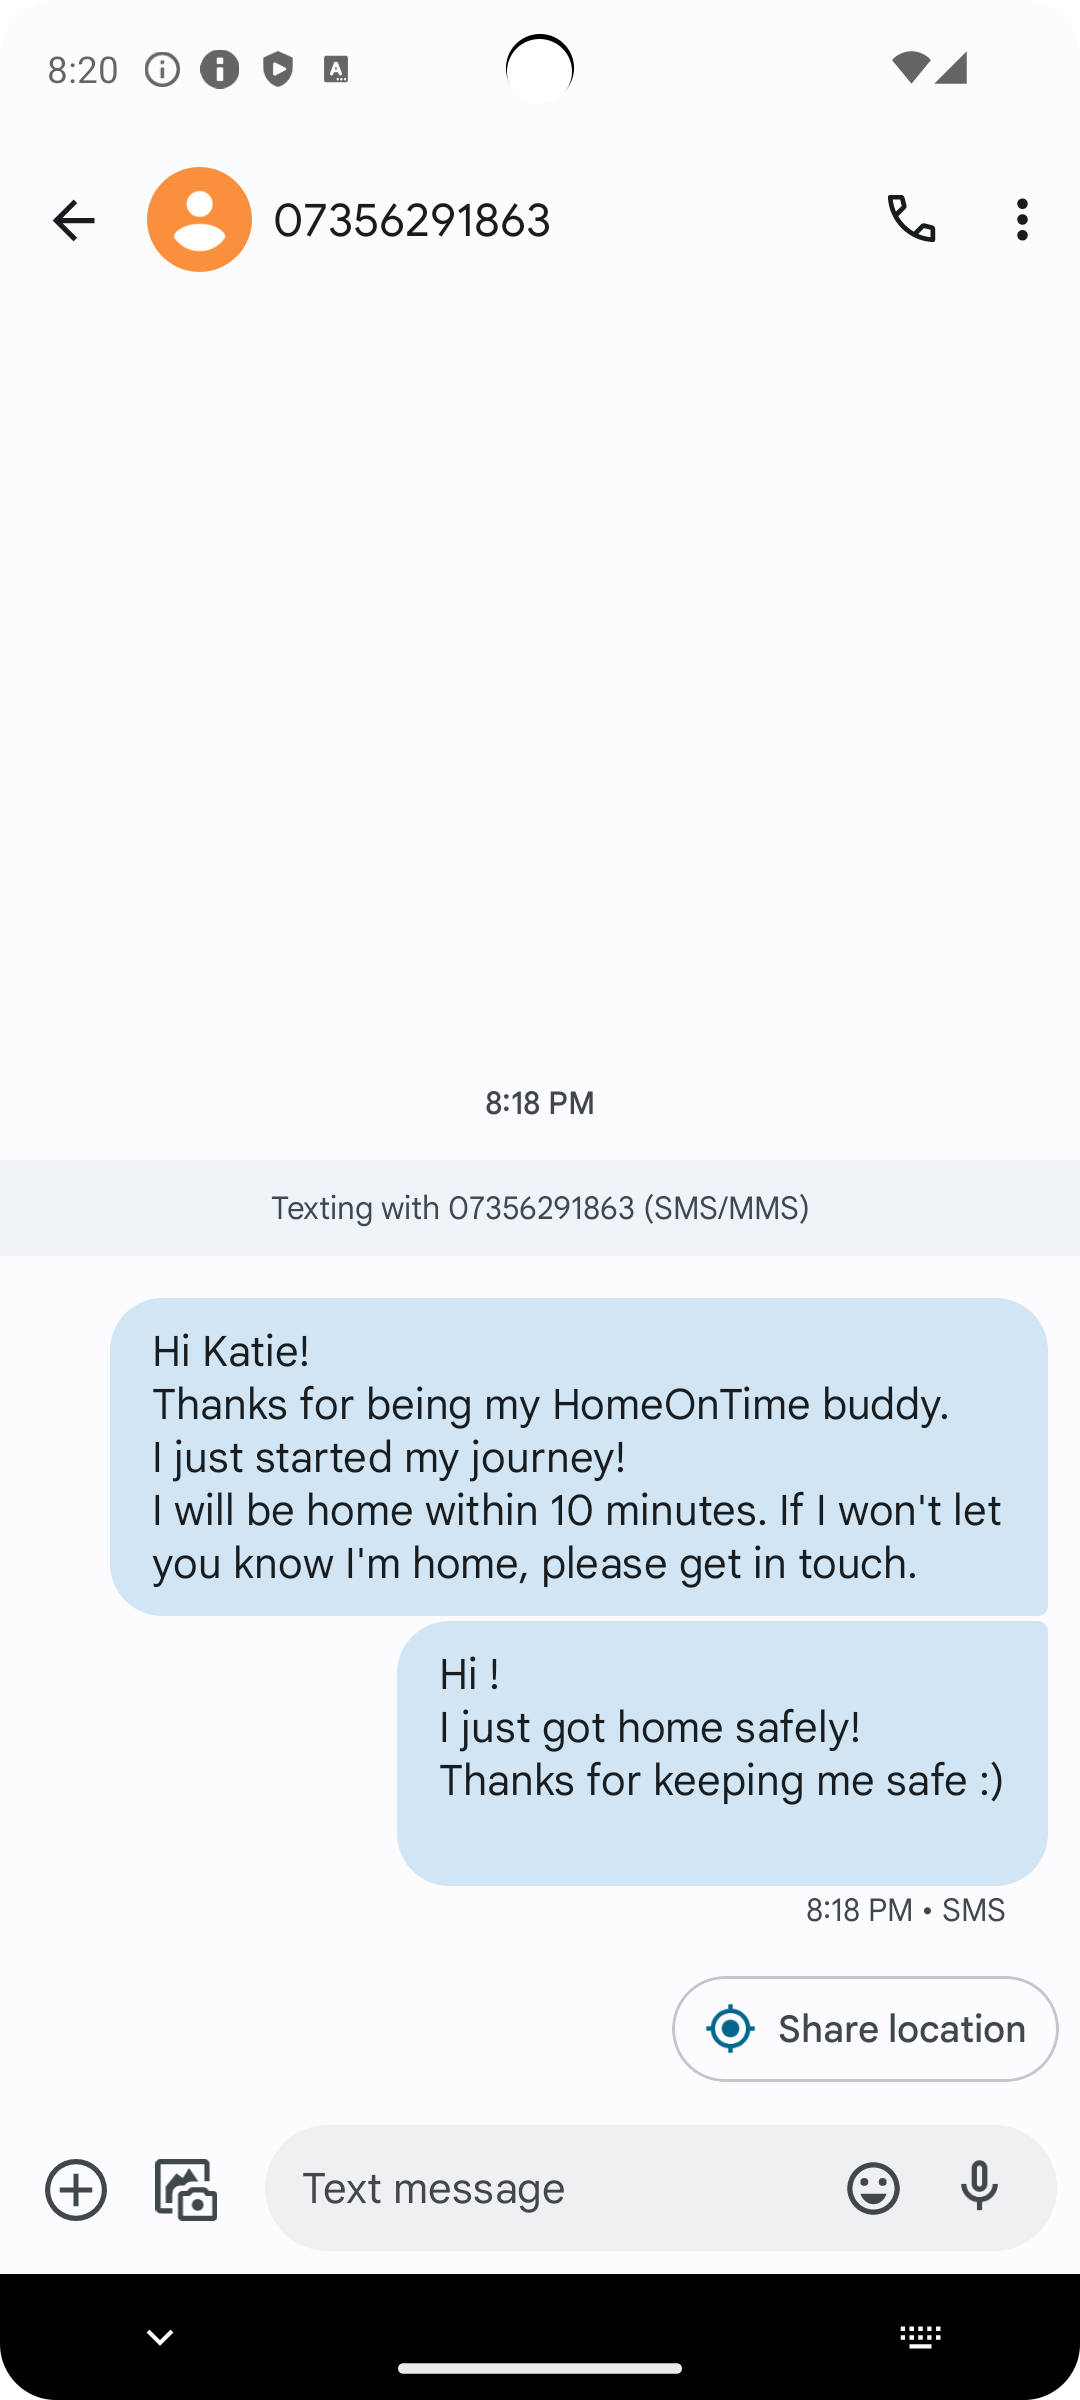 8:20
07356291863
8:18 PM
Texting with 07356291863 (SMS/MMS)
Hi Katie!
Thanks for being my HomeOnTime buddy.
I just started my journey!
I will be home within 10 minutes. If I won't let
you know I'm home, please get in touch.
Hi !
I just got home safely!
Thanks for keeping me safe :)
8:18 PM • SMS
Share location
Text message